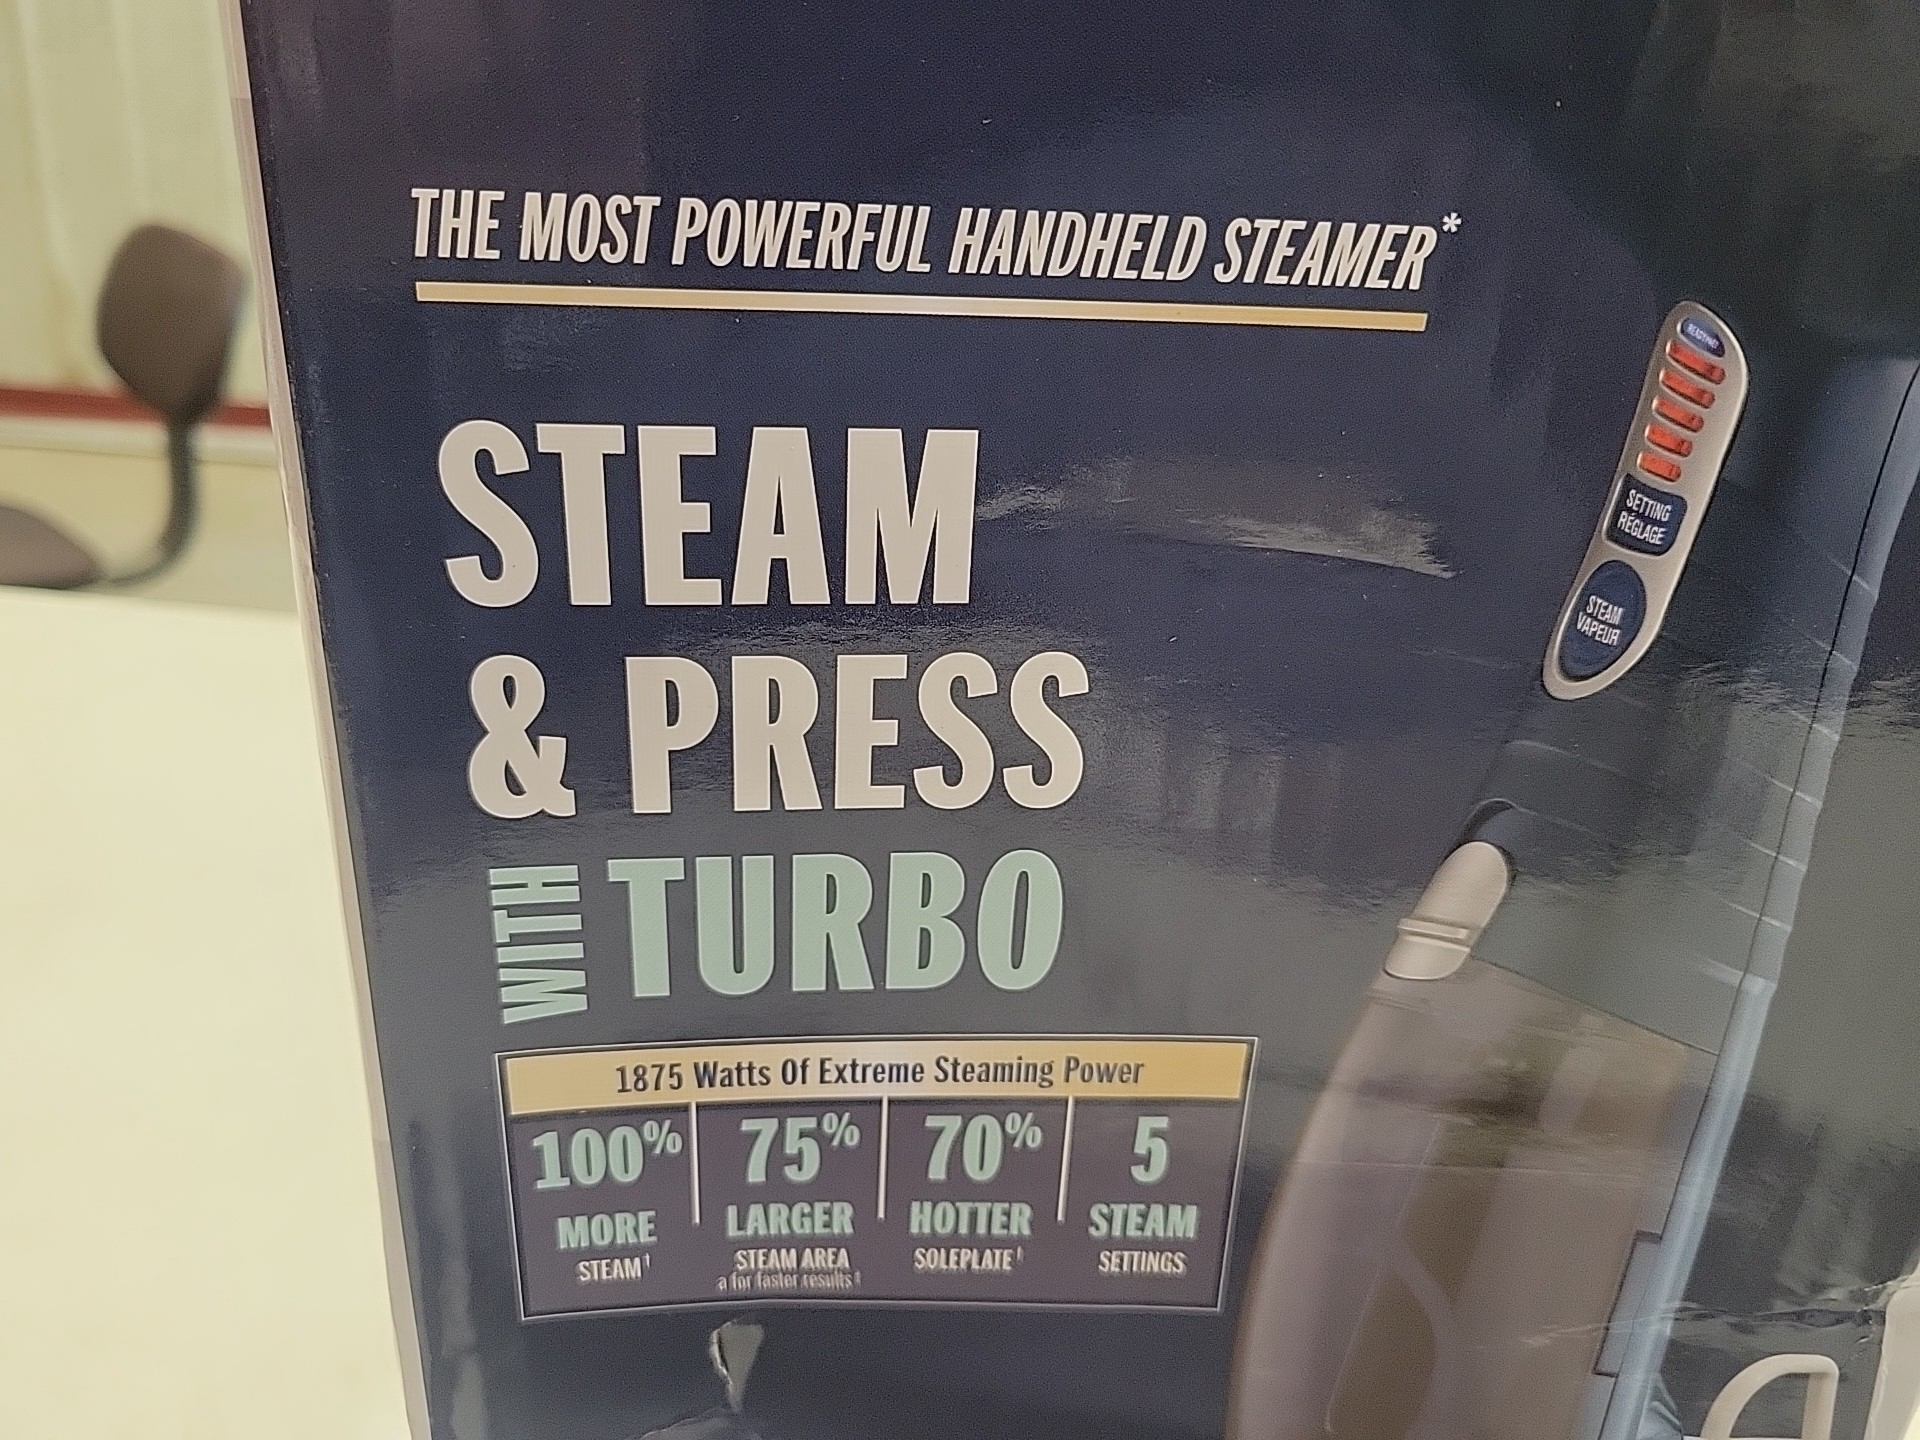 THE MOST POWERFUL HANDHELD STEAMER*
STEAM
& PRESS
WITH TURBO
1875 Watts Of Extreme Steaming Power
100%
MORE
STEAM†
75%
LARGER
STEAM AREA
for faster results
70%
HOTTER
SOLEPLATE
5
STEAM
SETTINGS
SETTING
RÉGLAGE
STEAM
VAPEUR